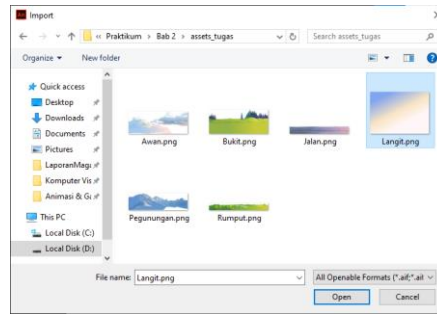 Import
« Praktikum › Bab 2 › assets_tugas
Search assets_tugas
Organize
New folder
Quick access
Desktop
Downloads
Documents
Pictures
LaporanMagu
Komputer Vis
Animasi & G
This PC
Local Disk (C:)
Local Disk (D:)
Awan.png
Bukit.png
Jalan.png
Langit.png
Pegunungan.png
Rumput.png
File name:
Langit.png
All Openable Formats (*.aif;*.aif
Open
Cancel